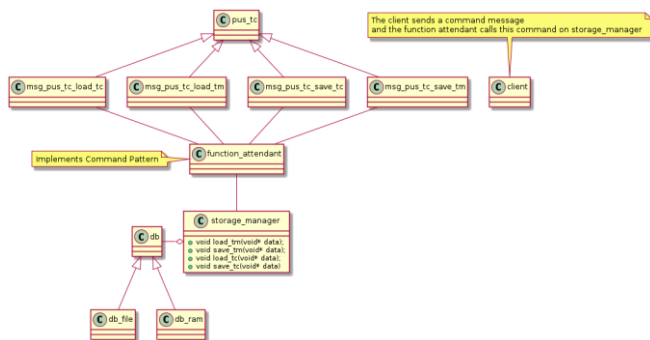 C pus_tc
The client sends a command message
and the function attendant calls this command on storage_manager
C msg_pus_tc_load_tc
C msg_pus_tc_load_tm
C msg_pus_tc_save_tc
C msg_pus_tc_save_tm
C client
Implements Command Pattern
C function_attendant
C storage_manager
void load_tm(void* data);
void save_tm(void* data);
void load_tc(void* data);
void save_tc(void* data)
C db
C db_file
C db_ram